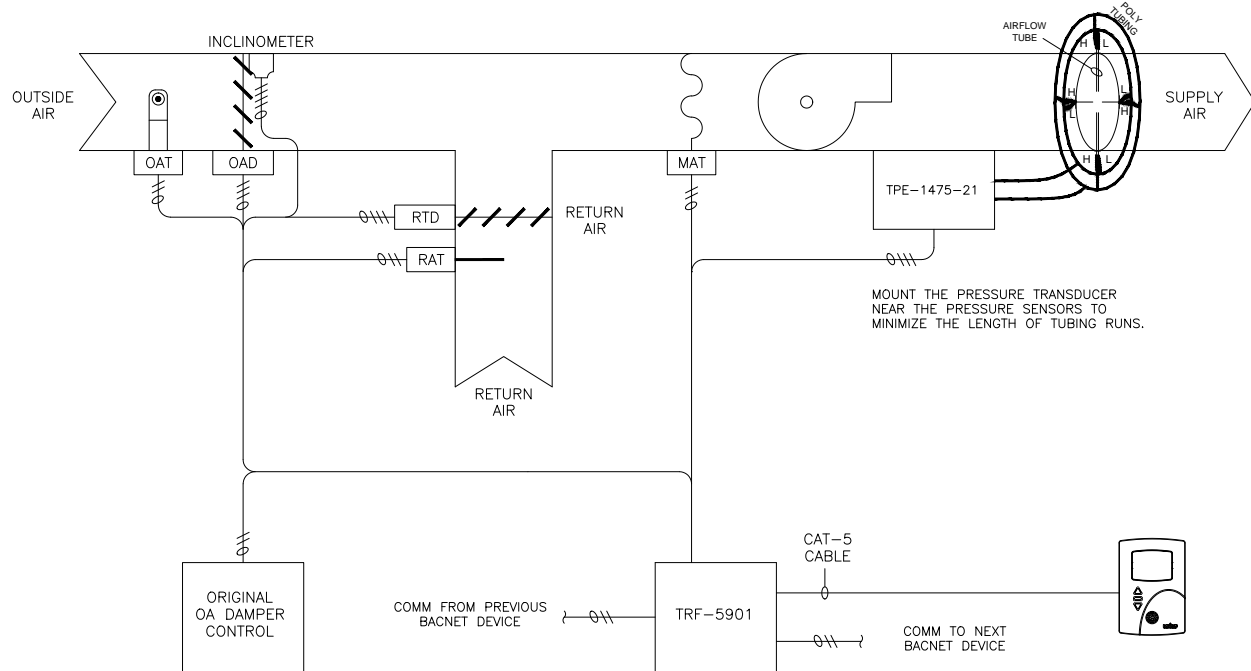 INCLINOMETER
AIRFLOW
TUBE
POLY
TUBING
H
L
H
L
L
H
H
L
OUTSIDE
AIR
SUPPLY
AIR
OAT
OAD
MAT
TPE-1475-21
RTD
RETURN
AIR
RAT
MOUNT THE PRESSURE TRANSDUCER
NEAR THE PRESSURE SENSORS TO
MINIMIZE THE LENGTH OF TUBING RUNS.
RETURN
AIR
CAT-5
CABLE
ORIGINAL
OA DAMPER
CONTROL
COMM FROM PREVIOUS
BACNET DEVICE
TRF-5901
COMM TO NEXT
BACNET DEVICE